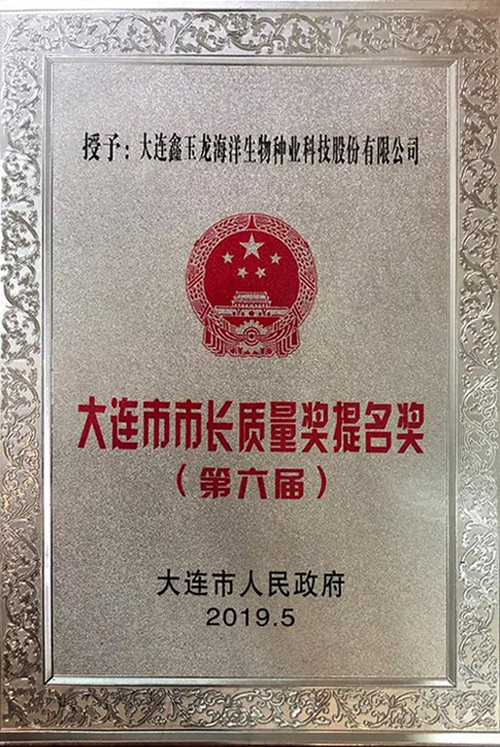 授予：大连鑫玉龙海洋生物种业科技股份有限公司
大连市市长质量奖提名奖
（第六届）
大连市人民政府
2019.5